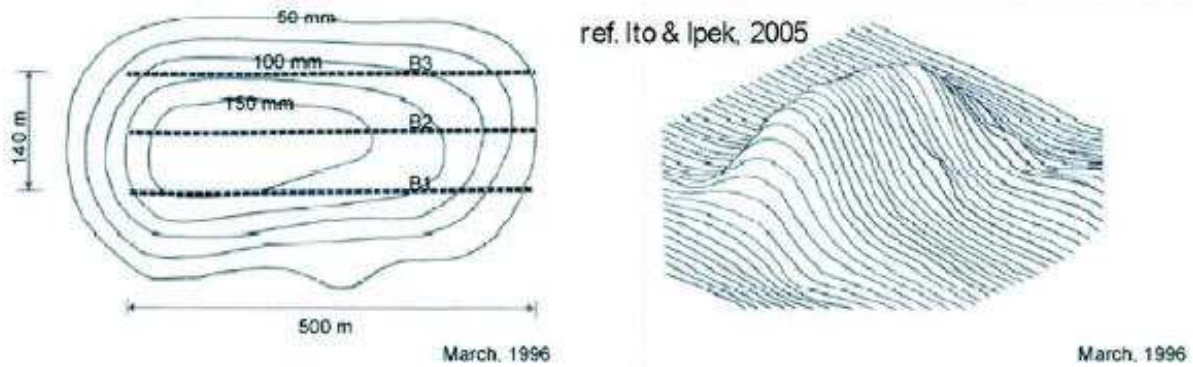 50 mm
ref. Ito & Ipek, 2005
100 mm
B3
150 mm
B2
140 m
B1
500 m
March, 1996
March, 1996